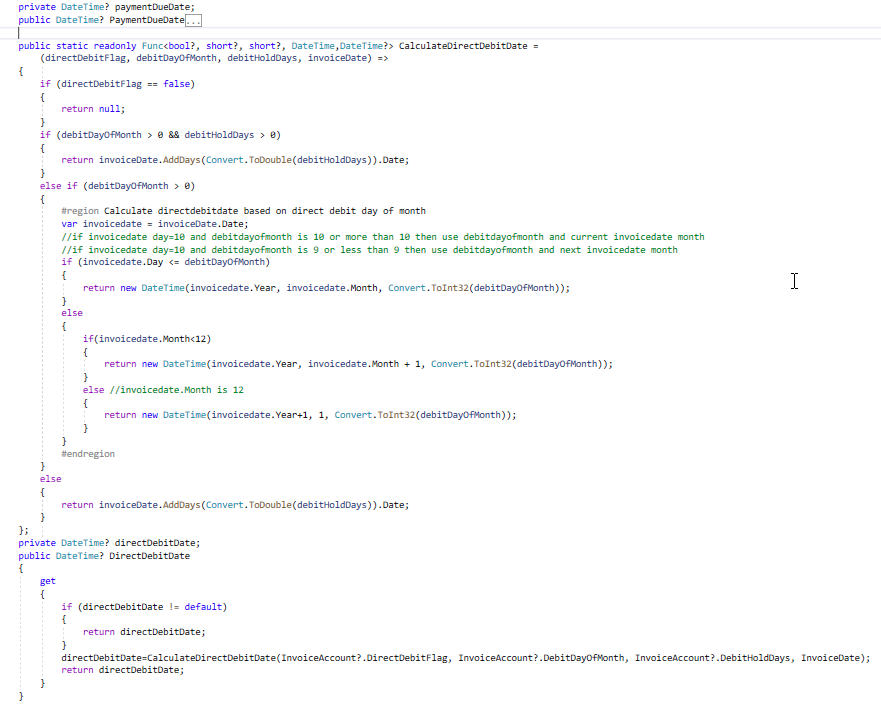 private DateTime? paymentDueDate;
public DateTime? PaymentDueDate...
public static readonly Func<bool?, short?, short?, DateTime,DateTime?> CalculateDirectDebitDate =
(directDebitFlag, debitDayOfMonth, debitHoldDays, invoiceDate) =>
{
if (directDebitFlag == false)
{
return null;
}
if (debitDayOfMonth > 0 && debitHoldDays > 0)
{
return invoiceDate.AddDays(Convert.ToDouble(debitHoldDays)).Date;
}
else if (debitDayOfMonth > 0)
{
#region Calculate directdebitdate based on direct debit day of month
var invoicedate = invoiceDate.Date;
//if invoicedate day=10 and debitdayofmonth is 10 or more than 10 then use debitdayofmonth and current invoicedate month
//if invoicedate day=10 and debitdayofmonth is 9 or less than 9 then use debitdayofmonth and next invoicedate month
if (invoicedate.Day <= debitDayOfMonth)
{
return new DateTime(invoicedate.Year, invoicedate.Month, Convert.ToInt32(debitDayOfMonth));
}
else
{
if(invoicedate.Month<12)
{
return new DateTime(invoicedate.Year, invoicedate.Month + 1, Convert.ToInt32(debitDayOfMonth));
}
else //invoicedate.Month is 12
{
return new DateTime(invoicedate.Year+1, 1, Convert.ToInt32(debitDayOfMonth));
}
}
#endregion
}
else
{
return invoiceDate.AddDays(Convert.ToDouble(debitHoldDays)).Date;
}
};
private DateTime? directDebitDate;
public DateTime? DirectDebitDate
{
get
{
if (directDebitDate != default)
{
return directDebitDate;
}
directDebitDate=CalculateDirectDebitDate(InvoiceAccount?.DirectDebitFlag, InvoiceAccount?.DebitDayOfMonth, InvoiceAccount?.DebitHoldDays, InvoiceDate);
return directDebitDate;
}
}